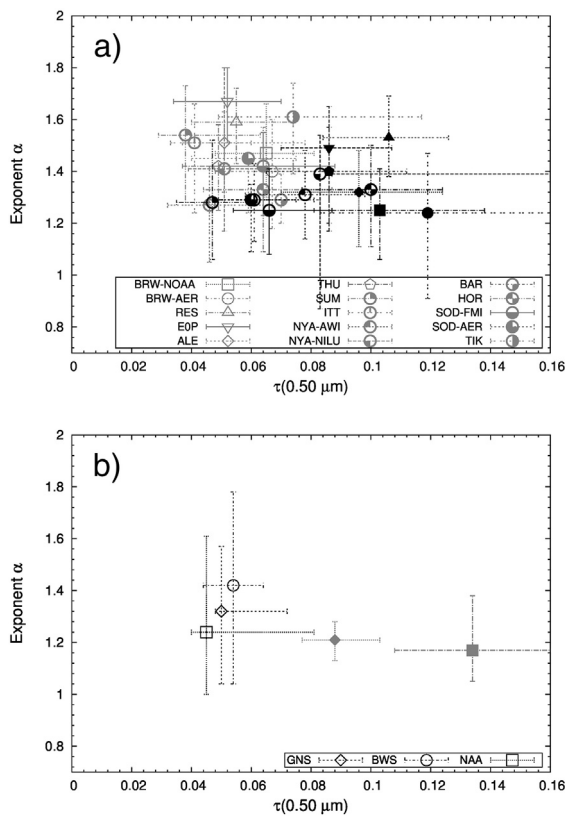 a)
2
1.8
1.6
1.4
1.2
1
0.8
Exponent α
BRW-NOAA THU BAR
BRW-AER SUM HOR
RES ITT SOD-FMI
E0P NYA-AWI SOD-AER
ALE NYA-NILU TIK
0 0.02 0.04 0.06 0.08 0.1 0.12 0.14 0.16
τ(0.50 μm)
b)
2
1.8
1.6
1.4
1.2
1
0.8
Exponent α
GNS BWS NAA
0 0.02 0.04 0.06 0.08 0.1 0.12 0.14 0.16
τ(0.50 μm)